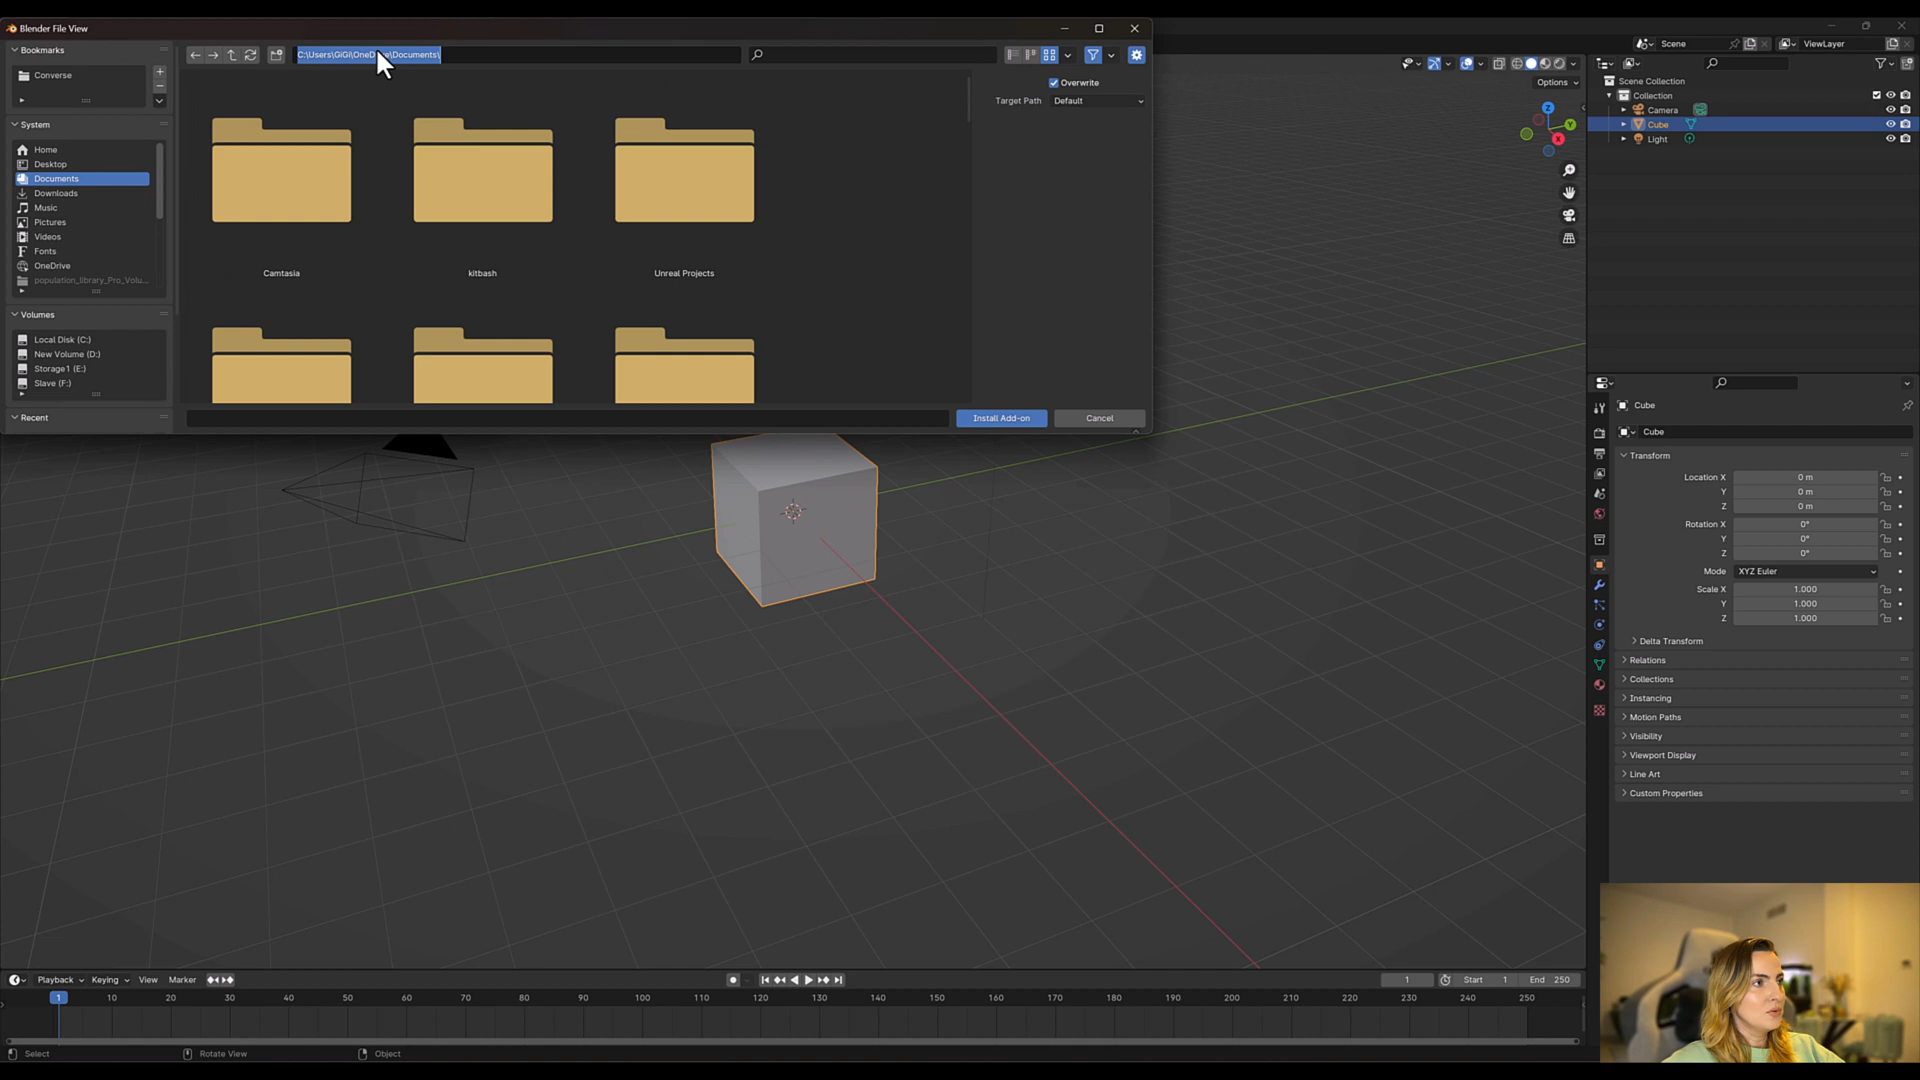 Blender File View
Bookmarks
Converse
System
Home
Desktop
Documents
Downloads
Music
Pictures
Videos
Fonts
OneDrive
population_library_Pro_Volu...
Volumes
Local Disk (C:)
New Volume (D:)
Storage1 (E:)
Slave (F:)
Recent
Camtasia
kitbash
Unreal Projects
Overwrite
Target Path Default
Install Add-on
Cancel
Scene
ViewLayer
Options
Z
Y
X
Scene Collection
Collection
Camera
Cube
Light
Cube
Cube
Transform
Location X 0 m
Y 0 m
Z 0 m
Rotation X 0°
Y 0°
Z 0°
Mode XYZ Euler
Scale X 1.000
Y 1.000
Z 1.000
Delta Transform
Relations
Collections
Instancing
Motion Paths
Visibility
Viewport Display
Line Art
Custom Properties
Playback Keying View Marker
1 Start 1 End 250
1 10 20 30 40 50 60 70 80 90 100 110 120 130 140 150 160 170 180 190 200 210 220 230 240 250
Select
Rotate View
Object